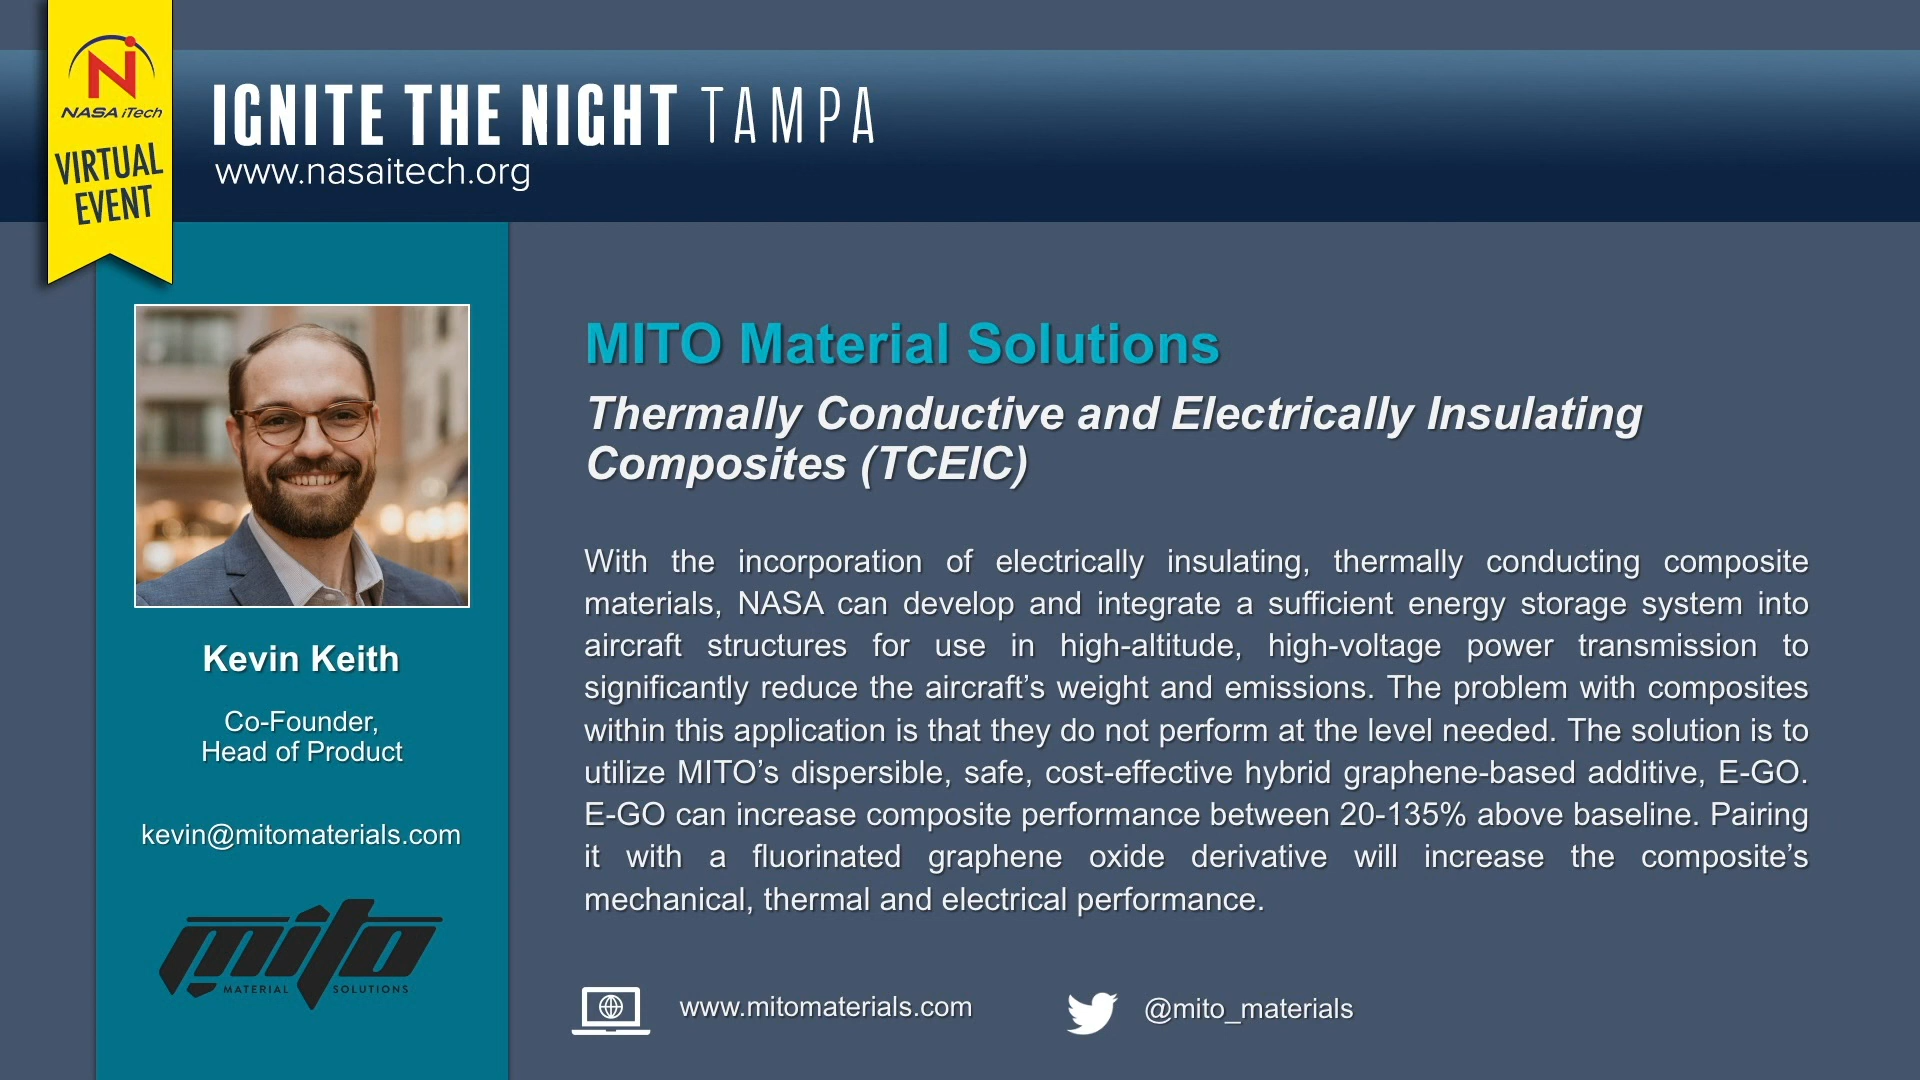 NASA iTech
VIRTUAL
EVENT
IGNITE THE NIGHT TAMPA
www.nasaitech.org
Kevin Keith
Co-Founder,
Head of Product
kevin@mitomaterials.com
mito
MATERIAL SOLUTIONS
MITO Material Solutions
Thermally Conductive and Electrically Insulating
Composites (TCEIC)
With the incorporation of electrically insulating, thermally conducting composite
materials, NASA can develop and integrate a sufficient energy storage system into
aircraft structures for use in high-altitude, high-voltage power transmission to
significantly reduce the aircraft’s weight and emissions. The problem with composites
within this application is that they do not perform at the level needed. The solution is to
utilize MITO’s dispersible, safe, cost-effective hybrid graphene-based additive, E-GO.
E-GO can increase composite performance between 20-135% above baseline. Pairing
it with a fluorinated graphene oxide derivative will increase the composite’s
mechanical, thermal and electrical performance.
www.mitomaterials.com
@mito_materials